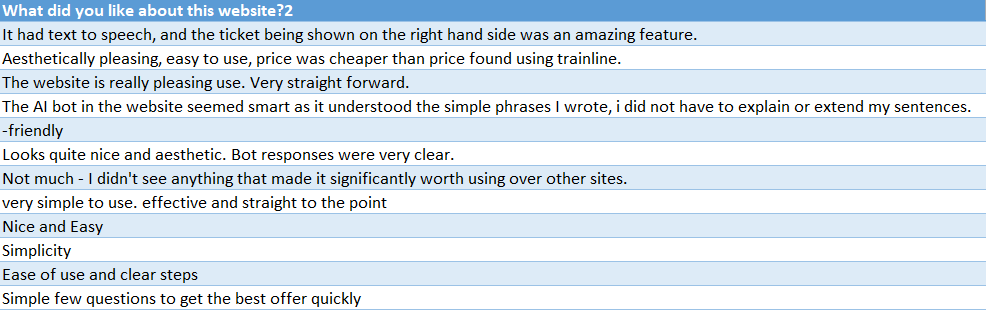 What did you like about this website?2
It had text to speech, and the ticket being shown on the right hand side was an amazing feature.
Aesthetically pleasing, easy to use, price was cheaper than price found using trainline.
The website is really pleasing use. Very straight forward.
The AI bot in the website seemed smart as it understood the simple phrases I wrote, i did not have to explain or extend my sentences.
-friendly
Looks quite nice and aesthetic. Bot responses were very clear.
Not much - I didn't see anything that made it significantly worth using over other sites.
very simple to use. effective and straight to the point
Nice and Easy
Simplicity
Ease of use and clear steps
Simple few questions to get the best offer quickly